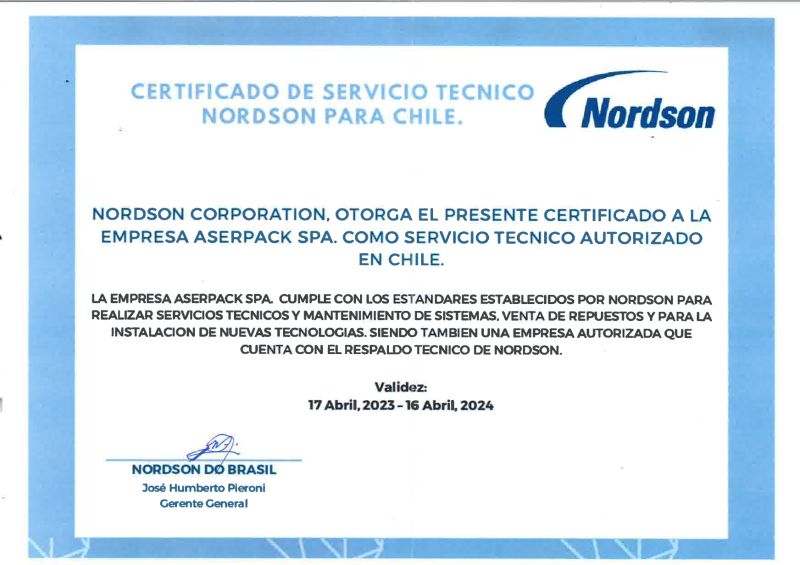 CERTIFICADO DE SERVICIO TECNICO
NORDSON PARA CHILE.
Nordson
NORDSON CORPORATION, OTORGA EL PRESENTE CERTIFICADO A LA
EMPRESA ASERPACK SPA. COMO SERVICIO TECNICO AUTORIZADO
EN CHILE.
LA EMPRESA ASERPACK SPA. CUMPLE CON LOS ESTANDARES ESTABLECIDOS POR NORDSON PARA
REALIZAR SERVICIOS TECNICOS Y MANTENIMIENTO DE SISTEMAS, VENTA DE REPUESTOS Y PARA LA
INSTALACION DE NUEVAS TECNOLOGIAS. SIENDO TAMBIEN UNA EMPRESA AUTORIZADA QUE
CUENTA CON EL RESPALDO TECNICO DE NORDSON.
Validez:
17 Abril, 2023 - 16 Abril, 2024
NORDSON DO BRASIL
José Humberto Pieroni
Gerente General